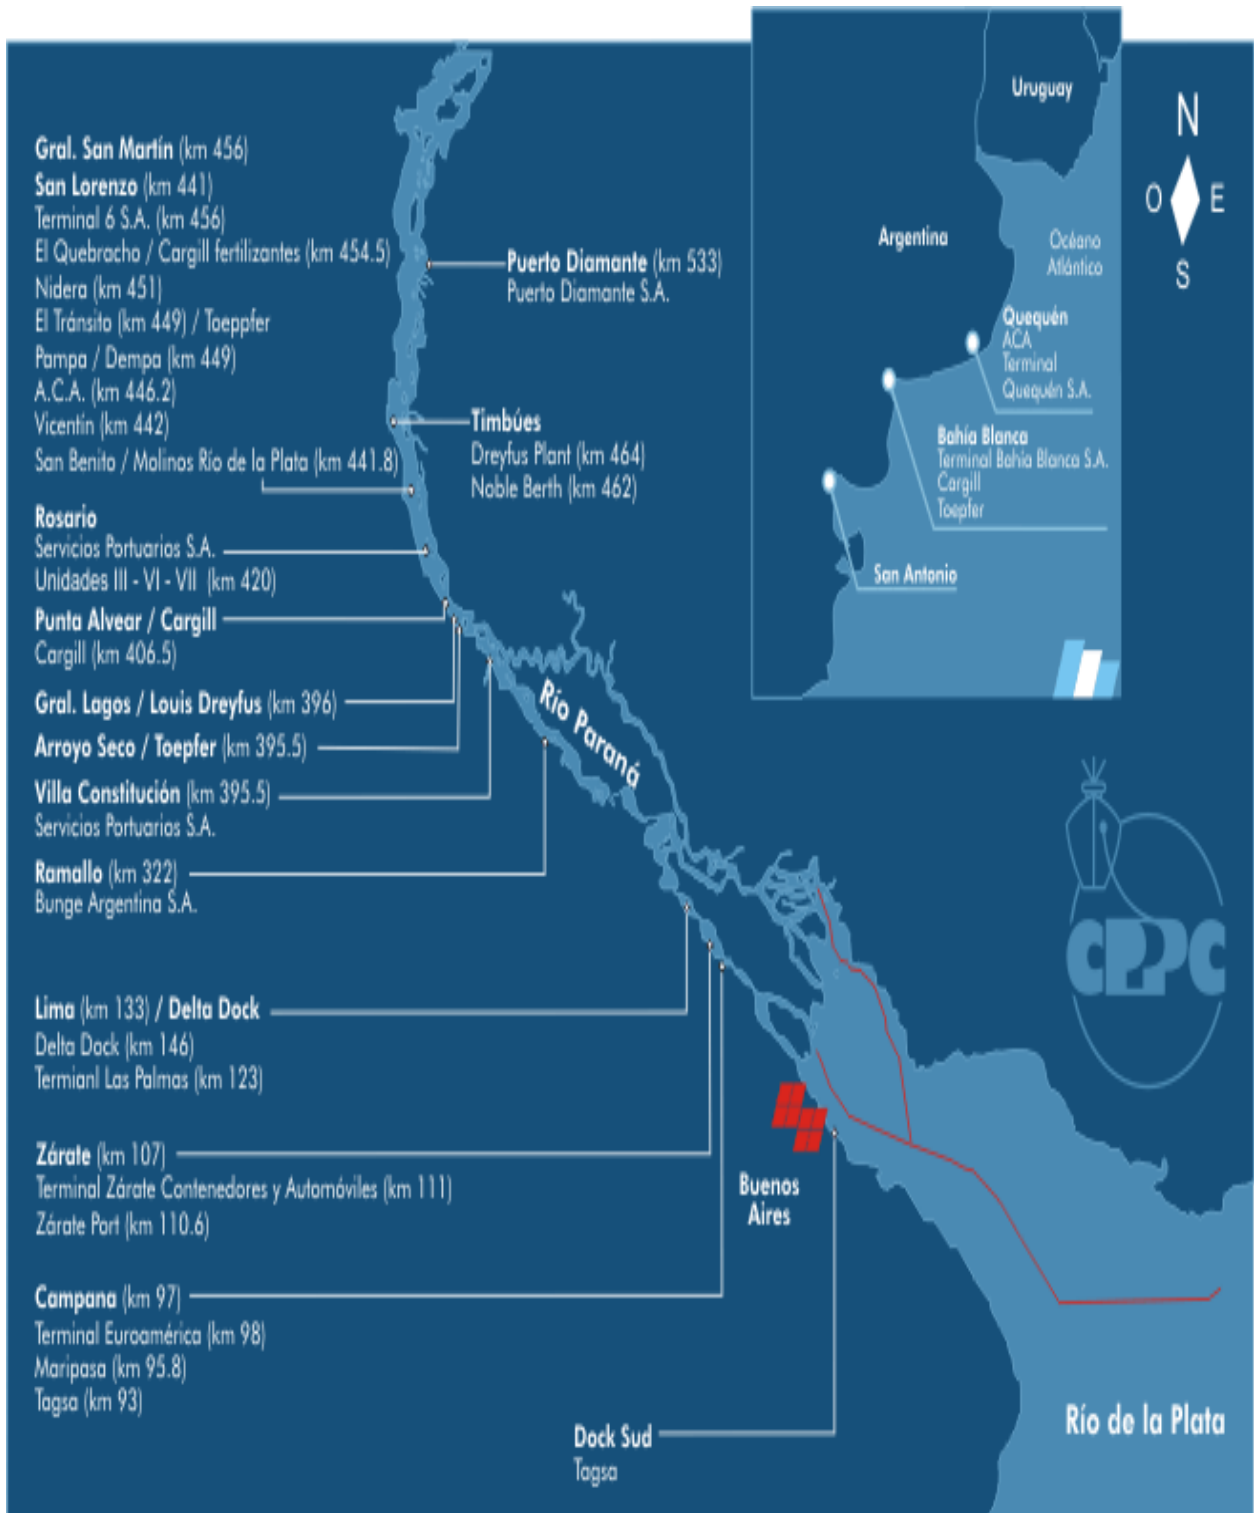 Gral. San Martín (km 456)
San Lorenzo (km 441)
Terminal 6 S.A. (km 456)
El Quebracho / Cargill fertilizantes (km 454.5)
Nidera (km 451)
El Tránsito (km 449) / Toeppfer
Pampa / Dempa (km 449)
A.C.A. (km 446.2)
Vicentín (km 442)
San Benito / Molinos Río de la Plata (km 441.8)
Rosario
Servicios Portuarios S.A.
Unidades III - VI - VII (km 420)
Punta Alvear / Cargill
Cargill (km 406.5)
Gral. Lagos / Louis Dreyfus (km 396)
Arroyo Seco / Toepfer (km 395.5)
Villa Constitución (km 395.5)
Servicios Portuarios S.A.
Ramallo (km 322)
Bunge Argentina S.A.
Lima (km 133) / Delta Dock
Delta Dock (km 146)
Termianl Las Palmas (km 123)
Zárate (km 107)
Terminal Zárate Contenedores y Automóviles (km 111)
Zárate Port (km 110.6)
Campana (km 97)
Terminal Euroamérica (km 98)
Maripasa (km 95.8)
Tagsa (km 93)
Puerto Diamante (km 533)
Puerto Diamante S.A.
Timbúes
Dreyfus Plant (km 464)
Noble Berth (km 462)
Río Paraná
Buenos
Aires
Dock Sud
Tagsa
Río de la Plata
Uruguay
Argentina
Océano
Atlántico
Quequén
ACA
Terminal
Quequén S.A.
Bahía Blanca
Terminal Bahía Blanca S.A.
Cargill
Toepfer
San Antonio
N
O E
S
CPPC